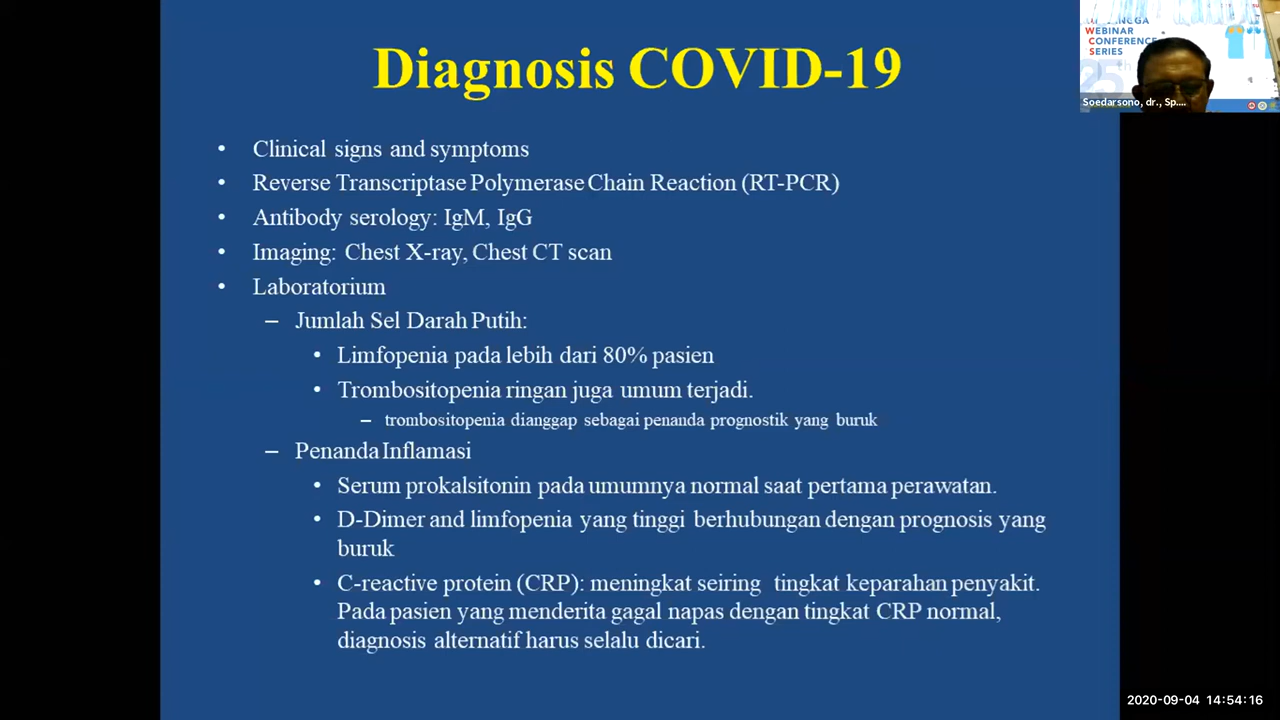 Diagnosis COVID-19
• Clinical signs and symptoms
• Reverse Transcriptase Polymerase Chain Reaction (RT-PCR)
• Antibody serology: IgM, IgG
• Imaging: Chest X-ray, Chest CT scan
• Laboratorium
– Jumlah Sel Darah Putih:
• Limfopenia pada lebih dari 80% pasien
• Trombositopenia ringan juga umum terjadi.
– trombositopenia dianggap sebagai penanda prognostik yang buruk
– Penanda Inflamasi
• Serum prokalsitonin pada umumnya normal saat pertama perawatan.
• D-Dimer and limfopenia yang tinggi berhubungan dengan prognosis yang
buruk
• C-reactive protein (CRP): meningkat seiring tingkat keparahan penyakit.
Pada pasien yang menderita gagal napas dengan tingkat CRP normal,
diagnosis alternatif harus selalu dicari.
WEBINAR
CONFERENCE
SERIES
Soedarsono, dr., Sp....
2020-09-04 14:54:16